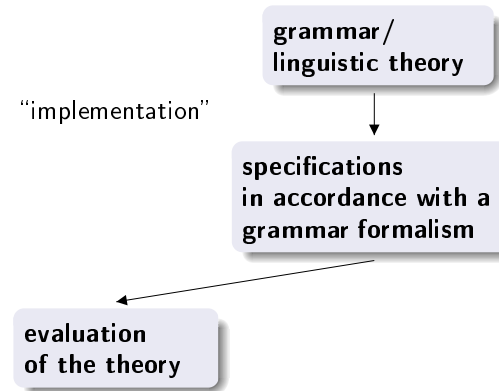 grammar/
linguistic theory
“implementation”
specifications
in accordance with a
grammar formalism
evaluation
of the theory